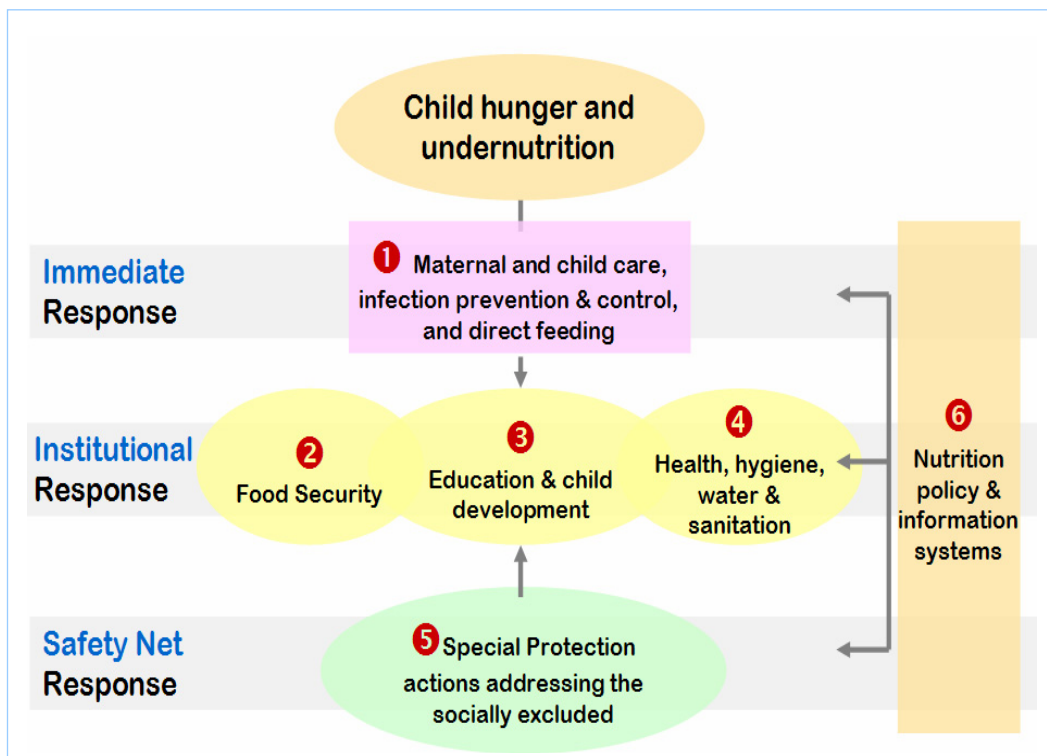 Child hunger and
undernutrition
Immediate
Response
1 Maternal and child care,
infection prevention & control,
and direct feeding
Institutional
Response
2
Food Security
3
Education & child
development
4
Health, hygiene,
water &
sanitation
6
Nutrition
policy &
information
systems
Safety Net
Response
5 Special Protection
actions addressing the
socially excluded